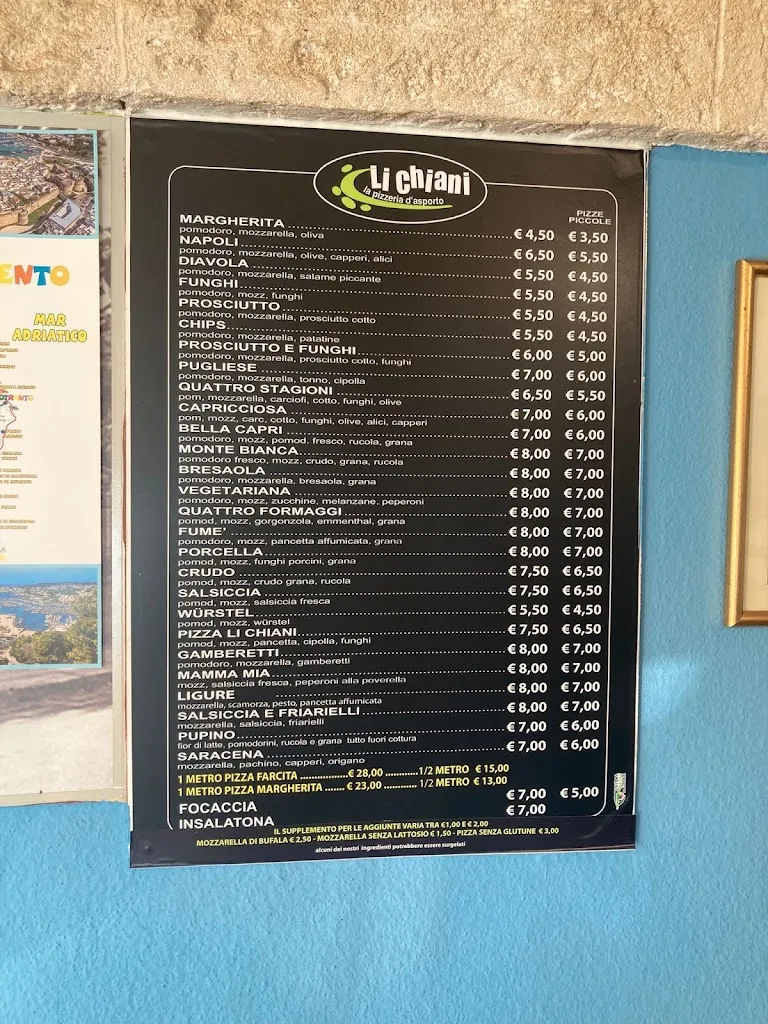 ENTO
MAR
ADRIATICO
Li Chiani
la pizzeria d'asporto
PIZZE
PICCOLE
MARGHERITA € 4,50 € 3,50
pomodoro, mozzarella, oliva
NAPOLI € 6,50 € 5,50
pomodoro, mozzarella, olive, capperi, alici
DIAVOLA € 5,50 € 4,50
pomodoro, mozzarella, salame piccante
FUNGHI € 5,50 € 4,50
pomodoro, mozz, funghi
PROSCIUTTO € 5,50 € 4,50
pomodoro, mozzarella, prosciutto cotto
CHIPS € 5,50 € 4,50
pomodoro, mozzarella, patatine
PROSCIUTTO E FUNGHI € 6,00 € 5,00
pomodoro, mozzarella, prosciutto cotto, funghi
PUGLIESE € 7,00 € 6,00
pomodoro, mozzarella, tonno, cipolla
QUATTRO STAGIONI € 6,50 € 5,50
pom, mozzarella, carciofi, cotto, funghi, olive
CAPRICCIOSA € 7,00 € 6,00
pom, mozz, carc, cotto, funghi, olive, alici, capperi
BELLA CAPRI € 7,00 € 6,00
pomodoro, mozz, pomod. fresco, rucola, grana
MONTE BIANCA € 8,00 € 7,00
pomodoro fresco, mozz, crudo, grana, rucola
BRESAOLA € 8,00 € 7,00
pomodoro, mozzarella, bresaola, grana
VEGETARIANA € 8,00 € 7,00
pomodoro, mozz, zucchine, melanzane, peperoni
QUATTRO FORMAGGI € 8,00 € 7,00
pomod, mozz, gorgonzola, emmenthal, grana
FUME' € 8,00 € 7,00
pomodoro, mozz, pancetta affumicata, grana
PORCELLA € 8,00 € 7,00
pomod, mozz, funghi porcini, grana
CRUDO € 7,50 € 6,50
pomod, mozz, crudo grana, rucola
SALSICCIA € 7,50 € 6,50
pomod, mozz, salsiccia fresca
WÜRSTEL € 5,50 € 4,50
pomod, mozz, würstel
PIZZA LI CHIANI € 7,50 € 6,50
pomod, mozz, pancetta, cipolla, funghi
GAMBERETTI € 8,00 € 7,00
pomodoro, mozzarella, gamberetti
MAMMA MIA € 8,00 € 7,00
mozz, salsiccia fresca, peperoni alla poverella
LIGURE € 8,00 € 7,00
mozzarella, scamorza, pesto, pancetta affumicata
SALSICCIA E FRIARIELLI € 8,00 € 7,00
mozzarella, salsiccia, friarielli
PUPINO € 7,00 € 6,00
fior di latte, pomodorini, rucola e grana tutto fuori cottura
SARACENA € 7,00 € 6,00
mozzarella, pachino, capperi, origano
1 METRO PIZZA FARCITA ................€ 28,00 ............1/2 METRO € 15,00
1 METRO PIZZA MARGHERITA ....... € 23,00 ............ 1/2 METRO € 13,00
FOCACCIA € 7,00 € 5,00
INSALATONA € 7,00
IL SUPPLEMENTO PER LE AGGIUNTE VARIA TRA €1,00 E € 2.00
MOZZARELLA DI BUFALA € 2,50 - MOZZARELLA SENZA LATTOSIO € 1,50 - PIZZA SENZA GLUTUNE € 3,00
alcuni dei nostri ingredienti potrebbero essere surgelati